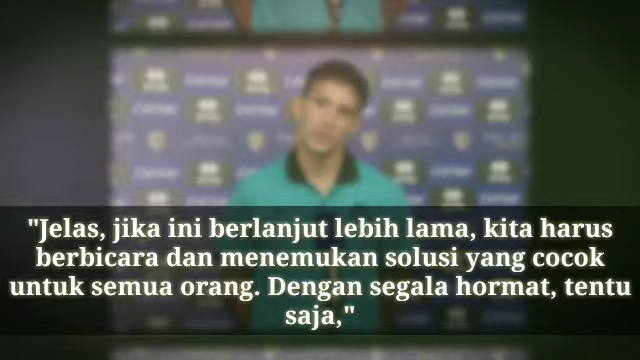 "Jelas, jika ini berlanjut lebih lama, kita harus
berbicara dan menemukan solusi yang cocok
untuk semua orang. Dengan segala hormat, tentu
saja,"